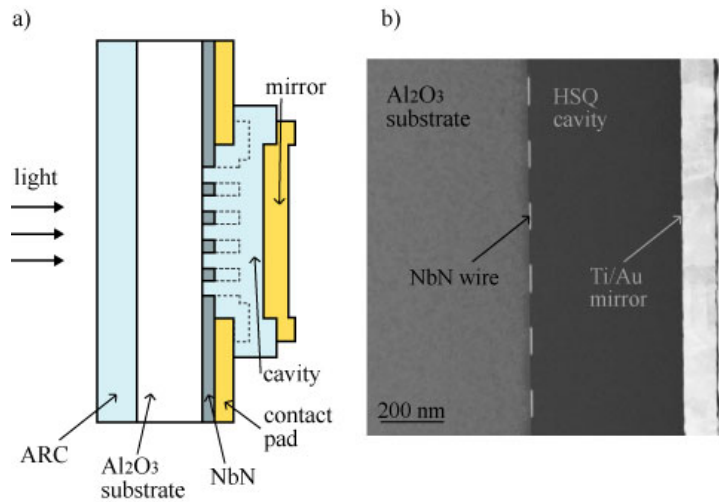 a)
mirror
light
cavity
contact
pad
ARC
Al₂O₃
substrate
NbN
b)
Al₂O₃
substrate
HSQ
cavity
NbN wire
Ti/Au
mirror
200 nm